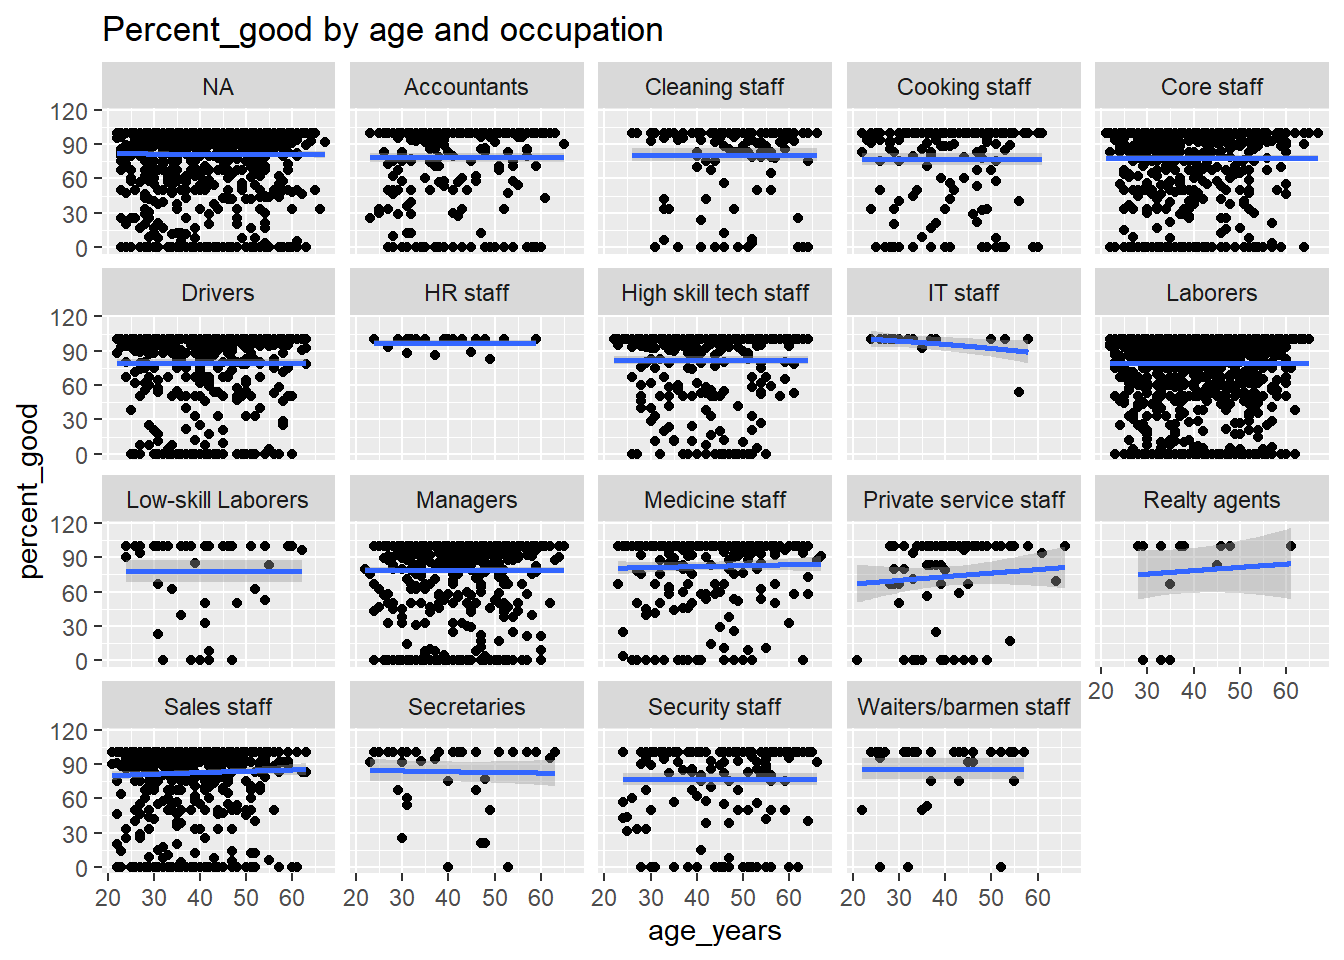 Percent_good by age and occupation
NA
Accountants
Cleaning staff
Cooking staff
Core staff
120
90
60
30
0
Drivers
HR staff
High skill tech staff
IT staff
Laborers
120
90
60
30
0
Low-skill Laborers
Managers
Medicine staff
Private service staff
Realty agents
120
90
60
30
0
20 30 40 50 60
Sales staff
Secretaries
Security staff
Waiters/barmen staff
120
90
60
30
0
20 30 40 50 60
20 30 40 50 60
20 30 40 50 60
20 30 40 50 60
age_years
percent_good